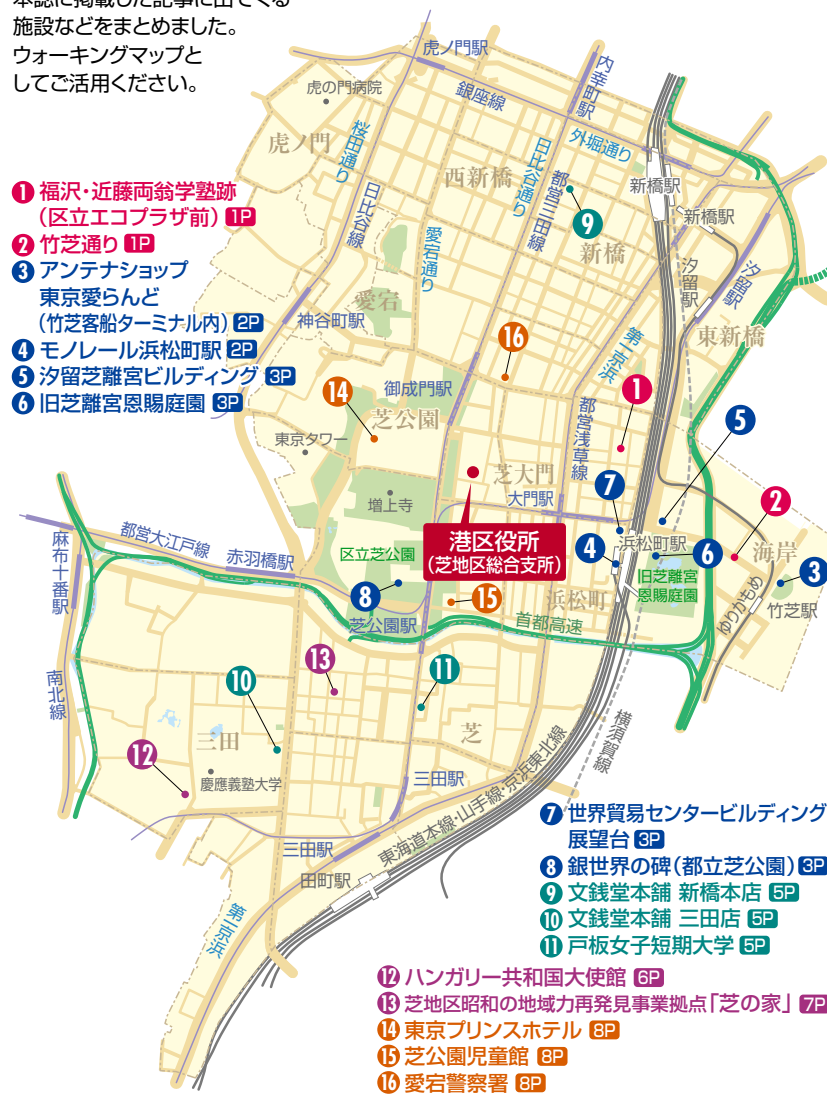 本誌に掲載した記事に出てくる
施設などをまとめました。
ウォーキングマップと
してご活用ください。
❶ 福沢・近藤両翁学塾跡
（区立エコプラザ前） 1P
❷ 竹芝通り 1P
❸ アンテナショップ
東京愛らんど
（竹芝客船ターミナル内） 2P
❹ モノレール浜松町駅 2P
❺ 汐留芝離宮ビルディング 3P
❻ 旧芝離宮恩賜庭園 3P
虎ノ門駅
内幸町駅
虎の門病院
銀座線
外堀通り
虎ノ門
桜田通り
日比谷線
西新橋
日比谷通り
都営三田線
新橋駅
新橋駅
❾
新橋
愛宕通り
汐留駅
汐留駅
愛宕
神谷町駅
東新橋
第一京浜
⓰
御成門駅
⓮
芝公園
都営浅草線
❶
東京タワー
❺
芝大門
増上寺
大門駅
❼
❷
港区役所
（芝地区総合支所）
都営大江戸線
麻布十番駅
赤羽橋駅
区立芝公園
❹
浜松町駅
❻
海岸
❸
旧芝離宮
恩賜庭園
竹芝駅
ゆりかもめ
❽
⓯
浜松町
芝公園駅
首都高速
⓭
⓫
❿
南北線
横須賀線
三田
芝
⓬
慶應義塾大学
三田駅
東海道本線・山手線・京浜東北線
三田駅
田町駅
第一京浜
❼ 世界貿易センタービルディング
展望台 3P
❽ 銀世界の碑（都立芝公園） 3P
❾ 文銭堂本舗 新橋本店 5P
❿ 文銭堂本舗 三田店 5P
⓫ 戸板女子短期大学 5P
⓬ ハンガリー共和国大使館 6P
⓭ 芝地区昭和の地域力再発見事業拠点「芝の家」 7P
⓮ 東京プリンスホテル 8P
⓯ 芝公園児童館 8P
⓰ 愛宕警察署 8P